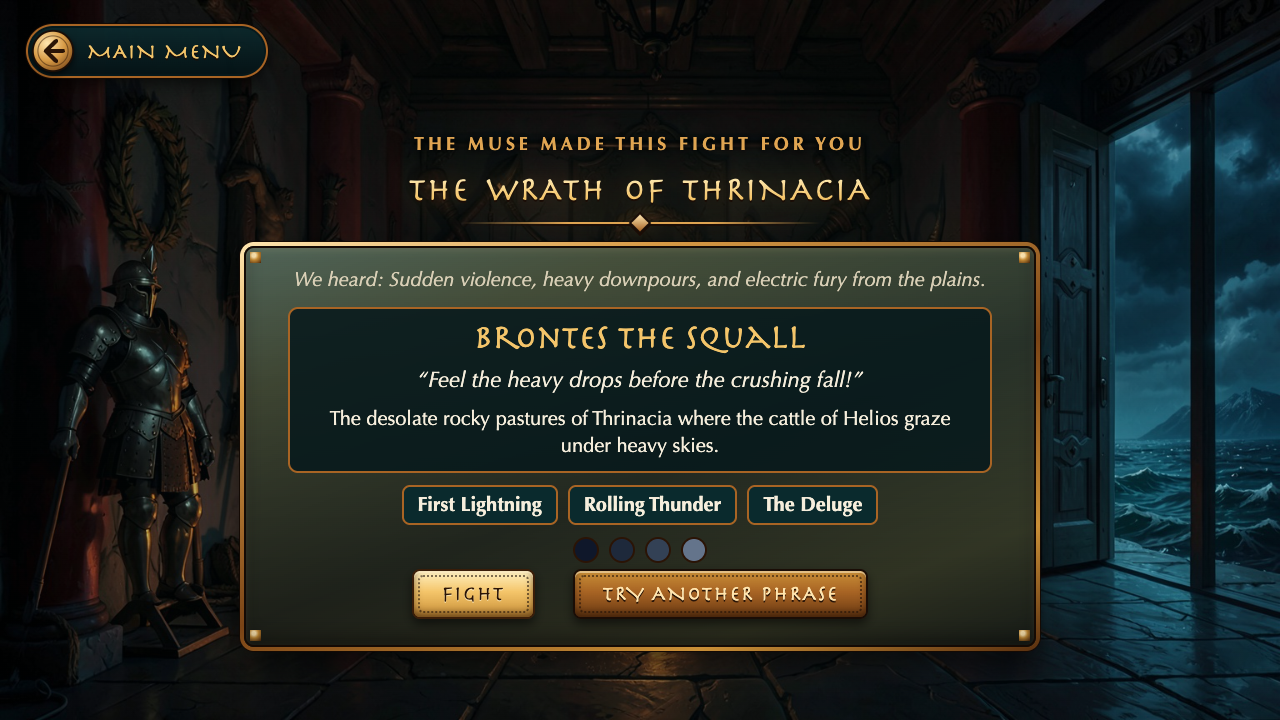 MAIN MENU
THE MUSE MADE THIS FIGHT FOR YOU
THE WRATH OF THRINACIA
We heard: Sudden violence, heavy downpours, and electric fury from the plains.
BRONTES THE SQUALL
“Feel the heavy drops before the crushing fall!”
The desolate rocky pastures of Thrinacia where the cattle of Helios graze
under heavy skies.
First Lightning
Rolling Thunder
The Deluge
FIGHT
TRY ANOTHER PHRASE